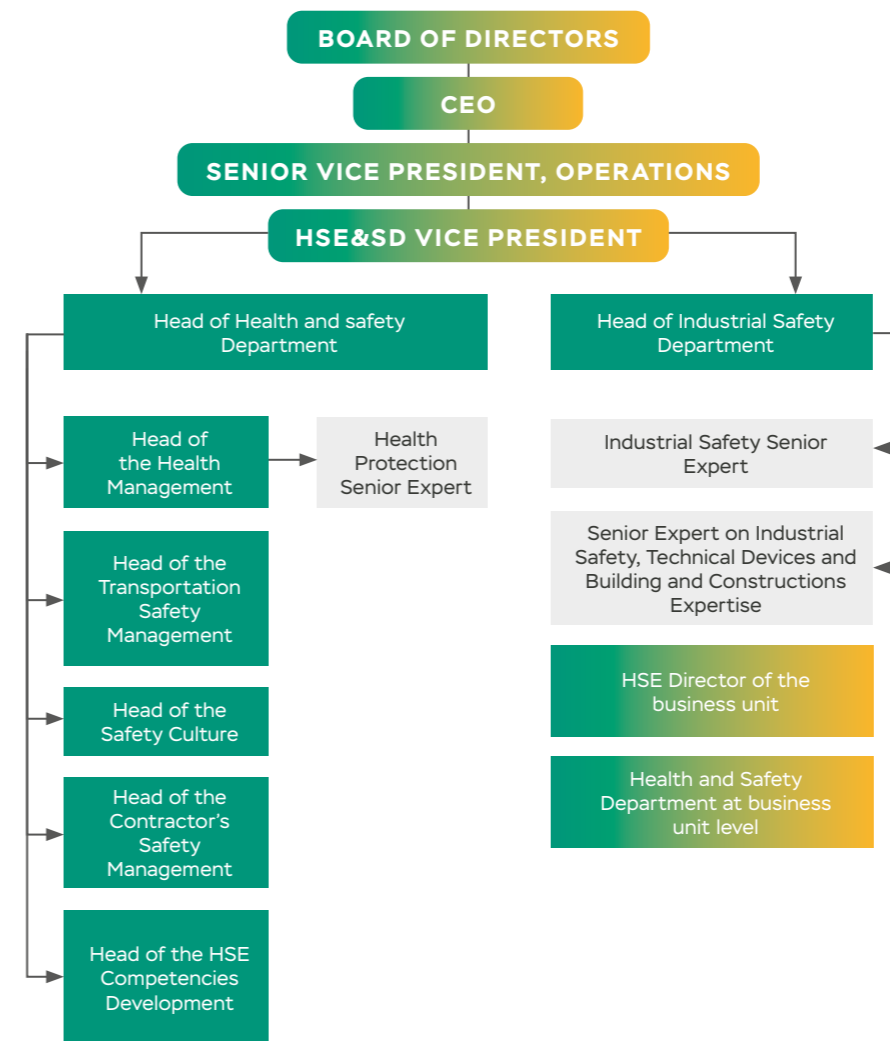 BOARD OF DIRECTORS
CEO
SENIOR VICE PRESIDENT, OPERATIONS
HSE&SD VICE PRESIDENT
Head of Health and safety
Department
Head of the Health
Management
Health
Protection
Senior Expert
Head of the
Transportation
Safety
Management
Head of the
Safety Culture
Head of the
Contractor's
Safety
Management
Head of the HSE
Competencies
Development
Head of Industrial Safety
Department
Industrial Safety Senior
Expert
Senior Expert on Industrial
Safety, Technical Devices and
Building and Constructions
Expertise
HSE Director of the
business unit
Health and Safety
Department at business
unit level